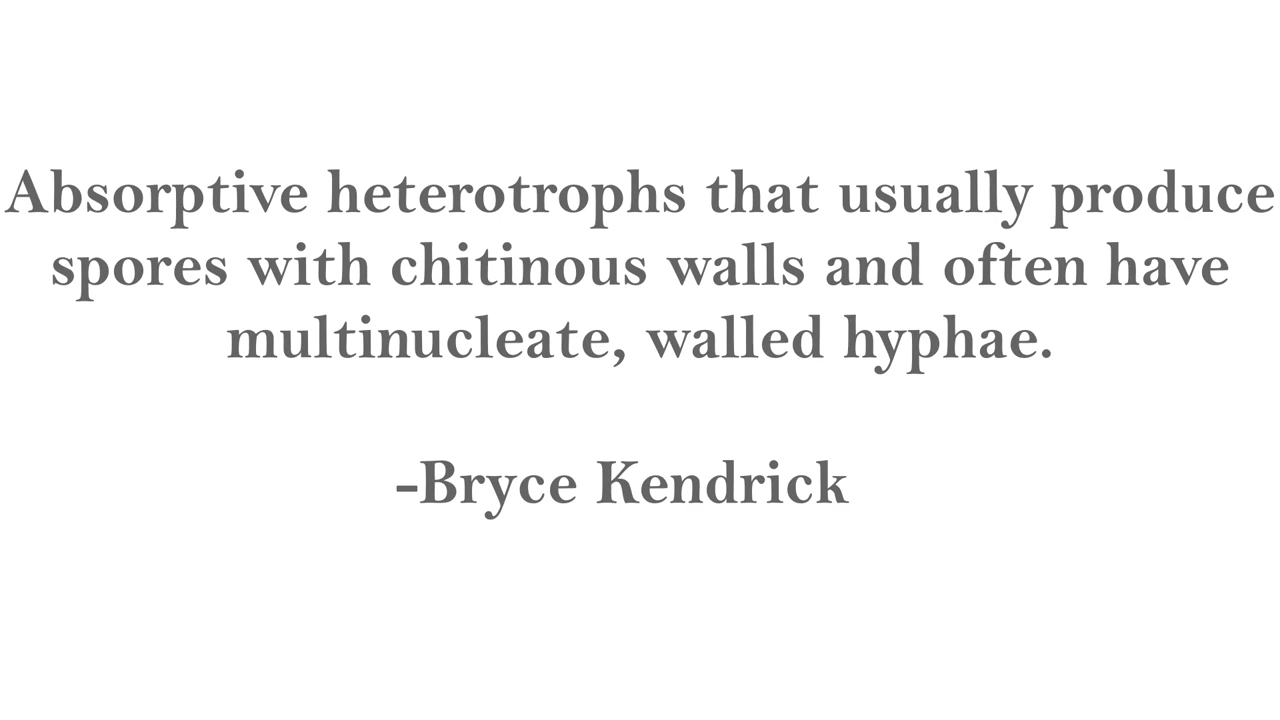 Absorptive heterotrophs that usually produce
spores with chitinous walls and often have
multinucleate, walled hyphae.
-Bryce Kendrick